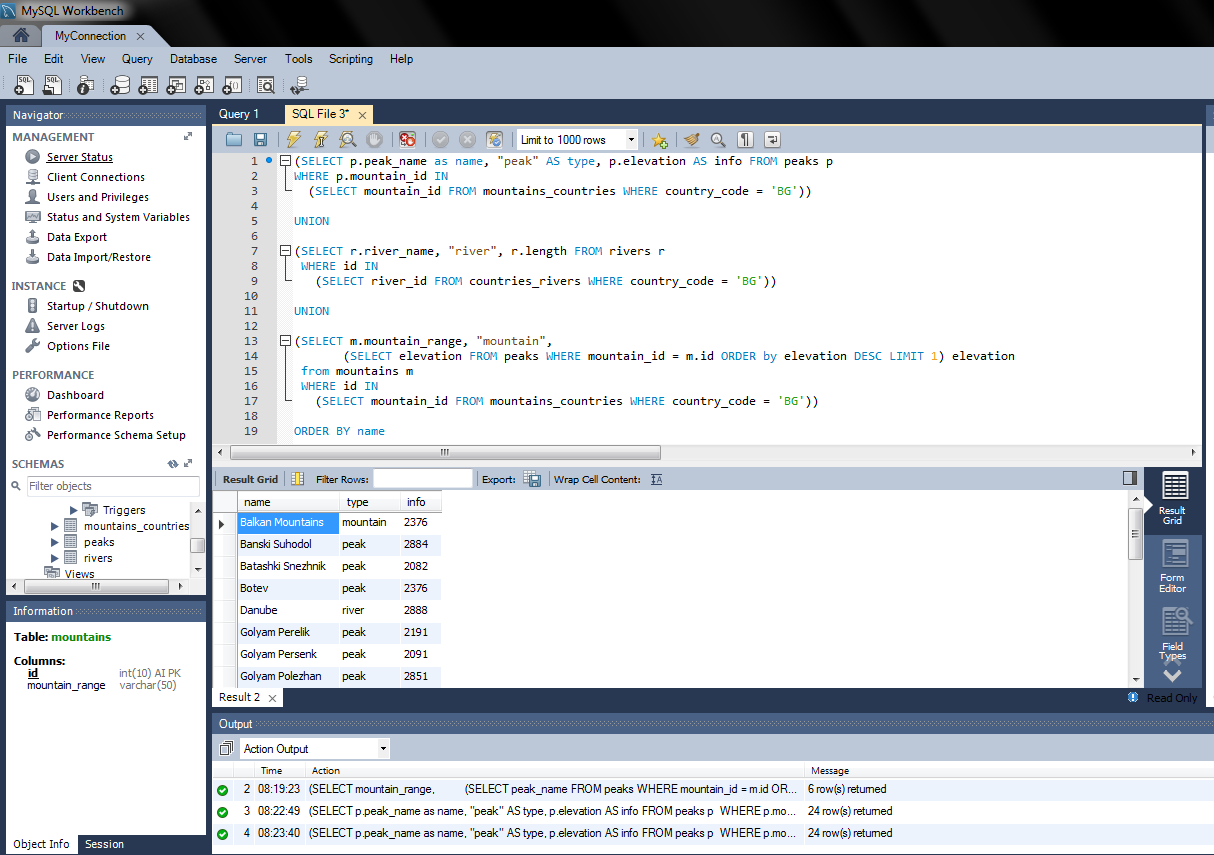 MySQL Workbench
MyConnection
File Edit View Query Database Server Tools Scripting Help
Navigator
MANAGEMENT
Server Status
Client Connections
Users and Privileges
Status and System Variables
Data Export
Data Import/Restore
INSTANCE
Startup / Shutdown
Server Logs
Options File
PERFORMANCE
Dashboard
Performance Reports
Performance Schema Setup
SCHEMAS
Filter objects
Triggers
mountains_countries
peaks
rivers
Views
Information
Table: mountains
Columns:
id int(10) AI PK
mountain_range varchar(50)
Object Info Session
Query 1 SQL File 3*
Limit to 1000 rows
1 (SELECT p.peak_name as name, "peak" AS type, p.elevation AS info FROM peaks p
2 WHERE p.mountain_id IN
3 (SELECT mountain_id FROM mountains_countries WHERE country_code = 'BG'))
4
5 UNION
6
7 (SELECT r.river_name, "river", r.length FROM rivers r
8 WHERE id IN
9 (SELECT river_id FROM countries_rivers WHERE country_code = 'BG'))
10
11 UNION
12
13 (SELECT m.mountain_range, "mountain",
14 (SELECT elevation FROM peaks WHERE mountain_id = m.id ORDER by elevation DESC LIMIT 1) elevation
15 from mountains m
16 WHERE id IN
17 (SELECT mountain_id FROM mountains_countries WHERE country_code = 'BG'))
18
19 ORDER BY name
Result Grid Filter Rows: Export: Wrap Cell Content:
name type info
Balkan Mountains mountain 2376
Banski Suhodol peak 2884
Batashki Snezhnik peak 2082
Botev peak 2376
Danube river 2888
Golyam Perelik peak 2191
Golyam Persenk peak 2091
Golyam Polezhan peak 2851
Result Grid
Form Editor
Field Types
Result 2 Read Only
Output
Action Output
Time Action Message
2 08:19:23 (SELECT mountain_range, (SELECT peak_name FROM peaks WHERE mountain_id = m.id OR... 6 row(s) returned
3 08:22:49 (SELECT p.peak_name as name, "peak" AS type, p.elevation AS info FROM peaks p WHERE p.mo... 24 row(s) returned
4 08:23:40 (SELECT p.peak_name as name, "peak" AS type, p.elevation AS info FROM peaks p WHERE p.mo... 24 row(s) returned